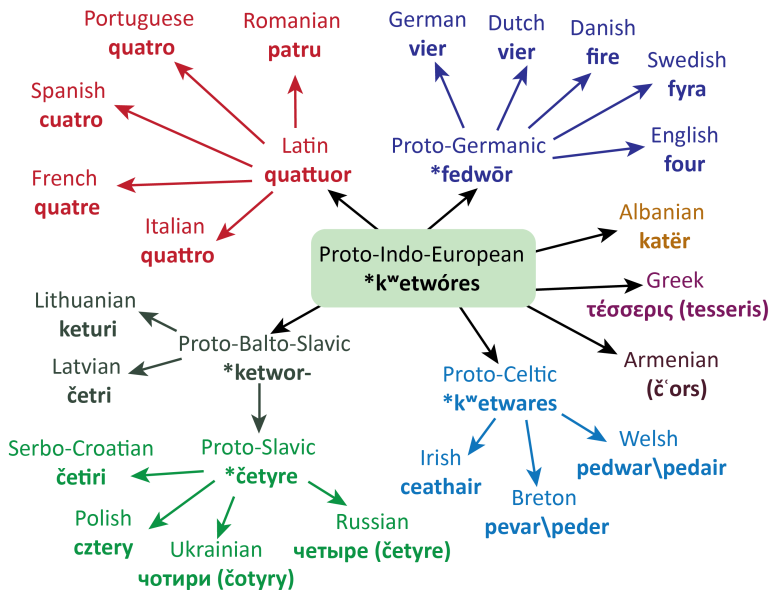 Portuguese
quatro
Romanian
patru
Spanish
cuatro
Latin
quattuor
French
quatre
Italian
quattro
German
vier
Dutch
vier
Danish
fire
Swedish
fyra
Proto-Germanic
*fedwōr
English
four
Proto-Indo-European
*kʷetwóres
Albanian
katër
Greek
τέσσερις (tesseris)
Armenian
(čʿors)
Lithuanian
keturi
Latvian
četri
Proto-Balto-Slavic
*ketwor-
Proto-Celtic
*kʷetwares
Irish
ceathair
Breton
pevar\peder
Welsh
pedwar\pedair
Proto-Slavic
*četyre
Serbo-Croatian
četiri
Polish
cztery
Ukrainian
чотири (čotyry)
Russian
четыре (četyre)